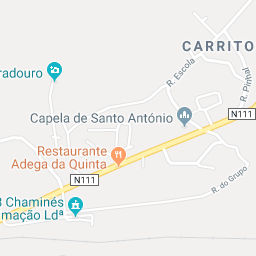 CARRITO
radouro
R. Escola
R. Pinhal
Capela de Santo António
N111
Restaurante
Adega da Quinta
N111
R. do Grupo
3 Chaminés
mação Ldª